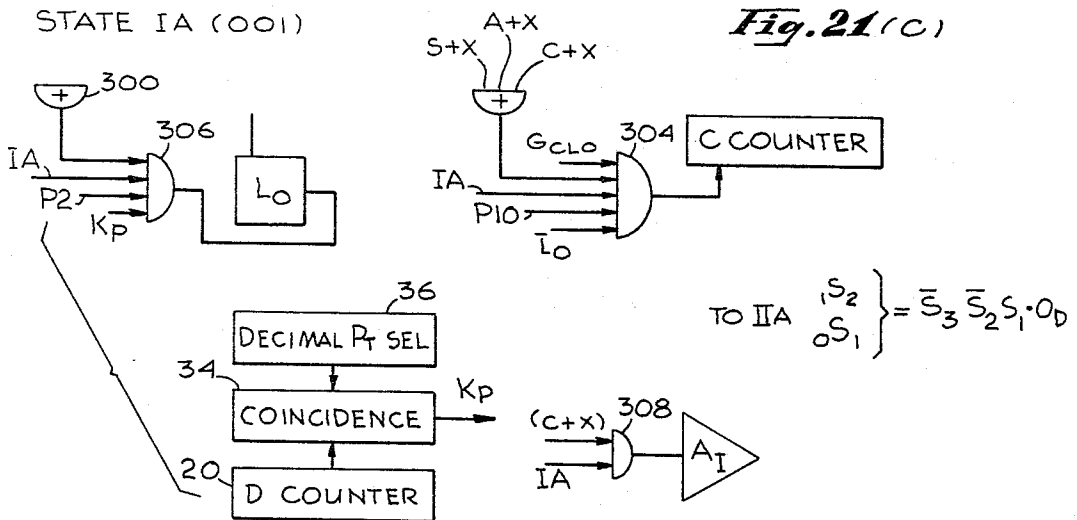 STATE IA (001)
Fig. 21 (C)
A+X
S+X
C+X
+
300
+
306
304
C COUNTER
G_CLO
IA
IA
P2
L_O
P10
K_P
L̄_O
36
DECIMAL P_T SEL
TO IIA ₁S₂ ₀S₁ } = S̄₃ S̄₂ S₁·O_D
34
COINCIDENCE
K_P
308
(C+X)
A_I
IA
20
D COUNTER